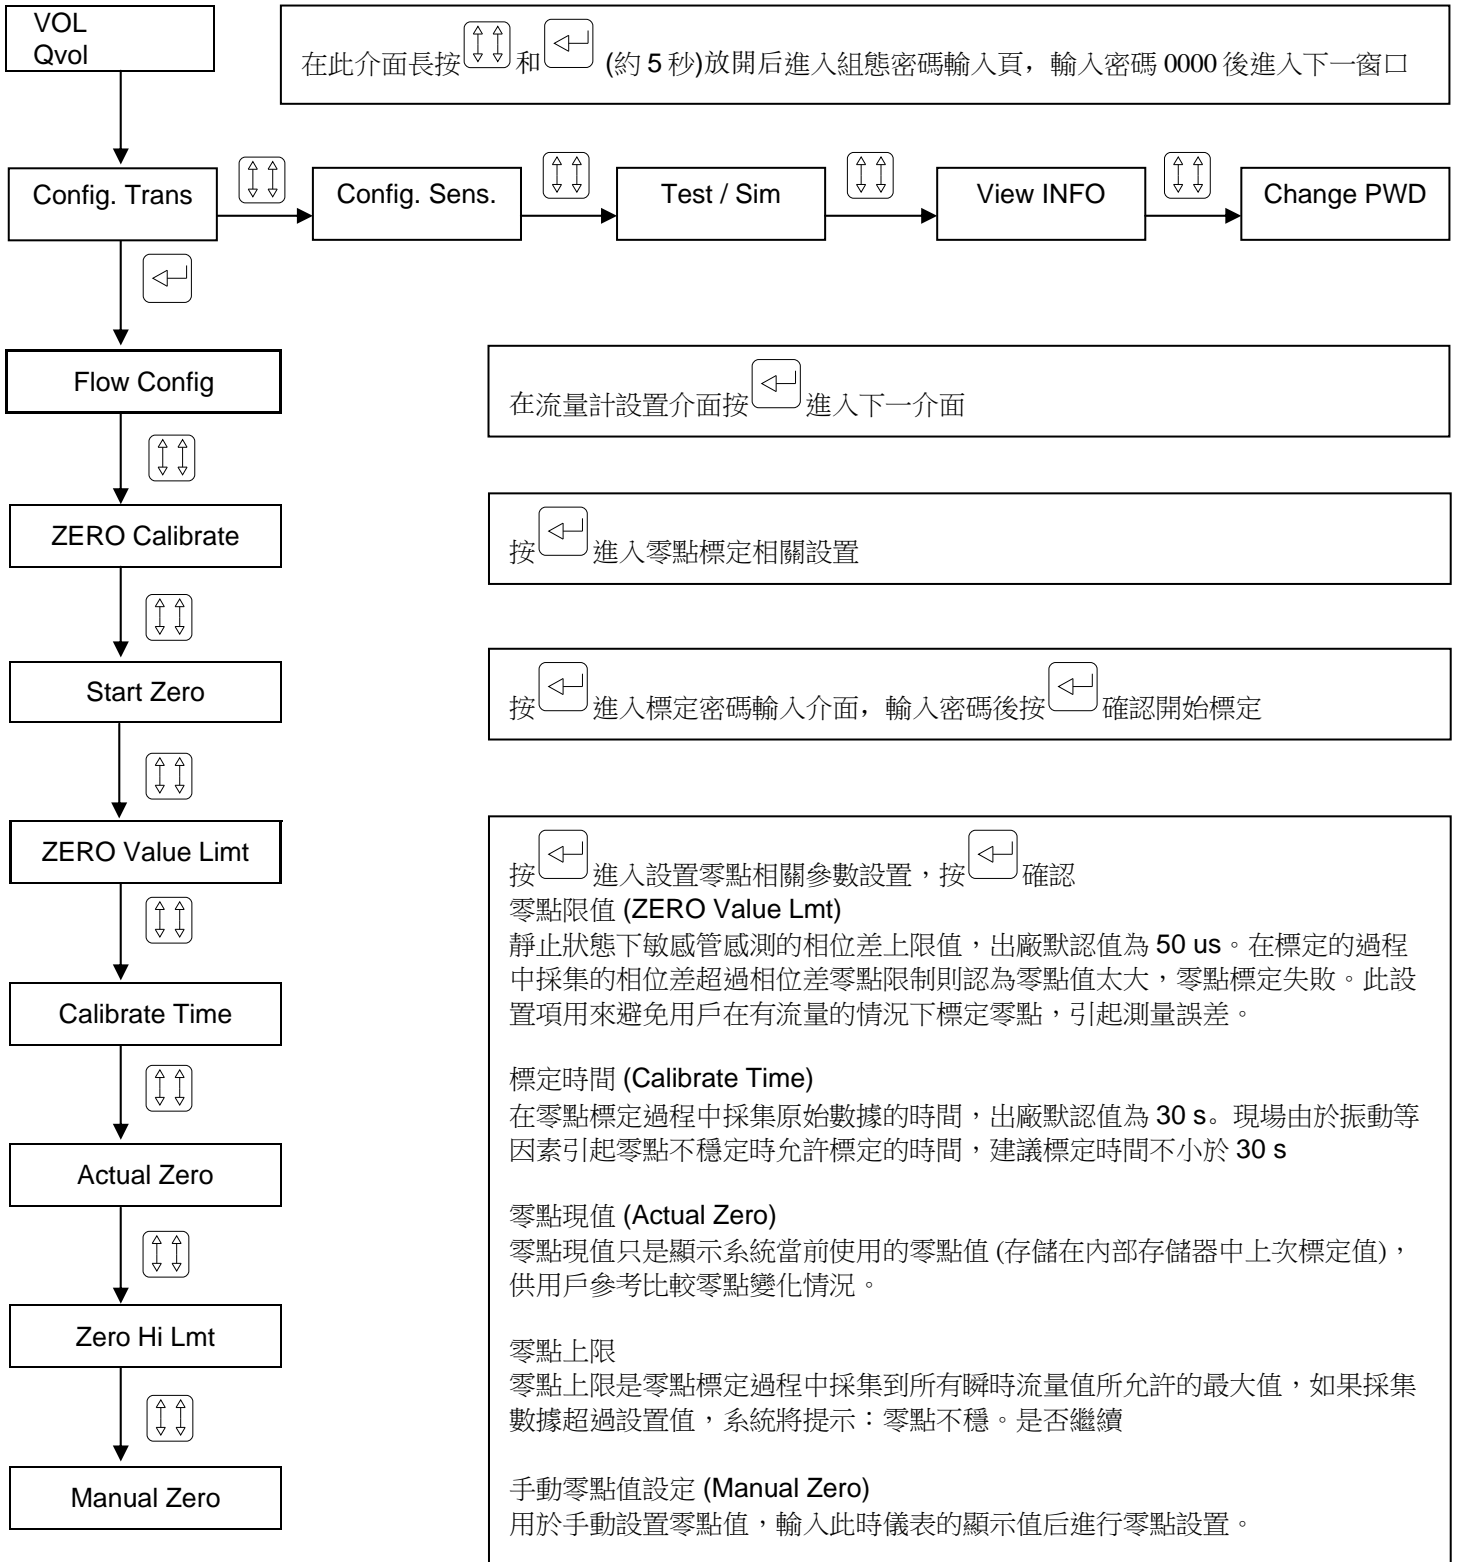 VOL
Qvol
在此介面長按和 (約 5 秒)放開后進入組態密碼輸入頁，輸入密碼 0000 後進入下一窗口
Config. Trans
Config. Sens.
Test / Sim
View INFO
Change PWD
Flow Config
在流量計設置介面按進入下一介面
ZERO Calibrate
按進入零點標定相關設置
Start Zero
按進入標定密碼輸入介面，輸入密碼後按確認開始標定
ZERO Value Limt
按進入設置零點相關參數設置，按確認
零點限值 (ZERO Value Lmt)
靜止狀態下敏感管感測的相位差上限值，出廠默認值為 50 us。在標定的過程
中採集的相位差超過相位差零點限制則認為零點值太大，零點標定失敗。此設
置項用來避免用戶在有流量的情況下標定零點，引起測量誤差。
Calibrate Time
標定時間 (Calibrate Time)
在零點標定過程中採集原始數據的時間，出廠默認值為 30 s。現場由於振動等
因素引起零點不穩定時允許標定的時間，建議標定時間不小於 30 s
Actual Zero
零點現值 (Actual Zero)
零點現值只是顯示系統當前使用的零點值 (存儲在內部存儲器中上次標定值)，
供用戶參考比較零點變化情況。
Zero Hi Lmt
零點上限
零點上限是零點標定過程中採集到所有瞬時流量值所允許的最大值，如果採集
數據超過設置值，系統將提示：零點不穩。是否繼續
Manual Zero
手動零點值設定 (Manual Zero)
用於手動設置零點值，輸入此時儀表的顯示值后進行零點設置。